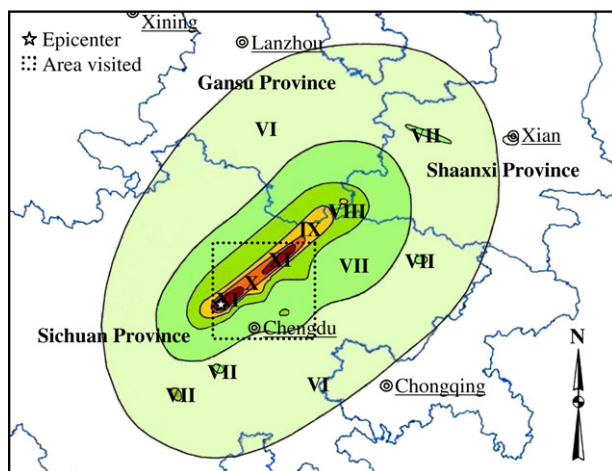 Xining
Epicenter
Lanzhou
Area visited
Gansu Province
VI
VII
Xian
Shaanxi Province
VIII
IX
XI
VII
VII
X
XI
Sichuan Province
Chengdu
N
VII
VI
Chongqing
VII